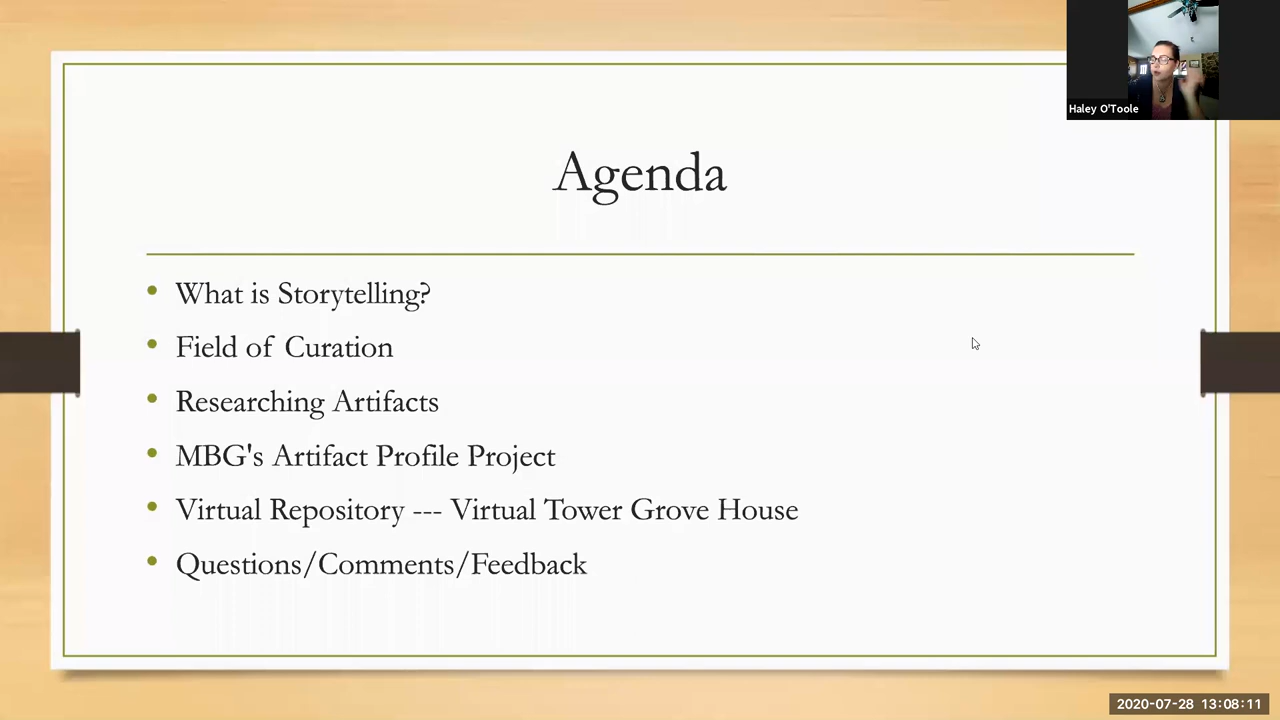 Haley O'Toole
Agenda
• What is Storytelling?
• Field of Curation
• Researching Artifacts
• MBG's Artifact Profile Project
• Virtual Repository --- Virtual Tower Grove House
• Questions/Comments/Feedback
2020-07-28 13:08:11